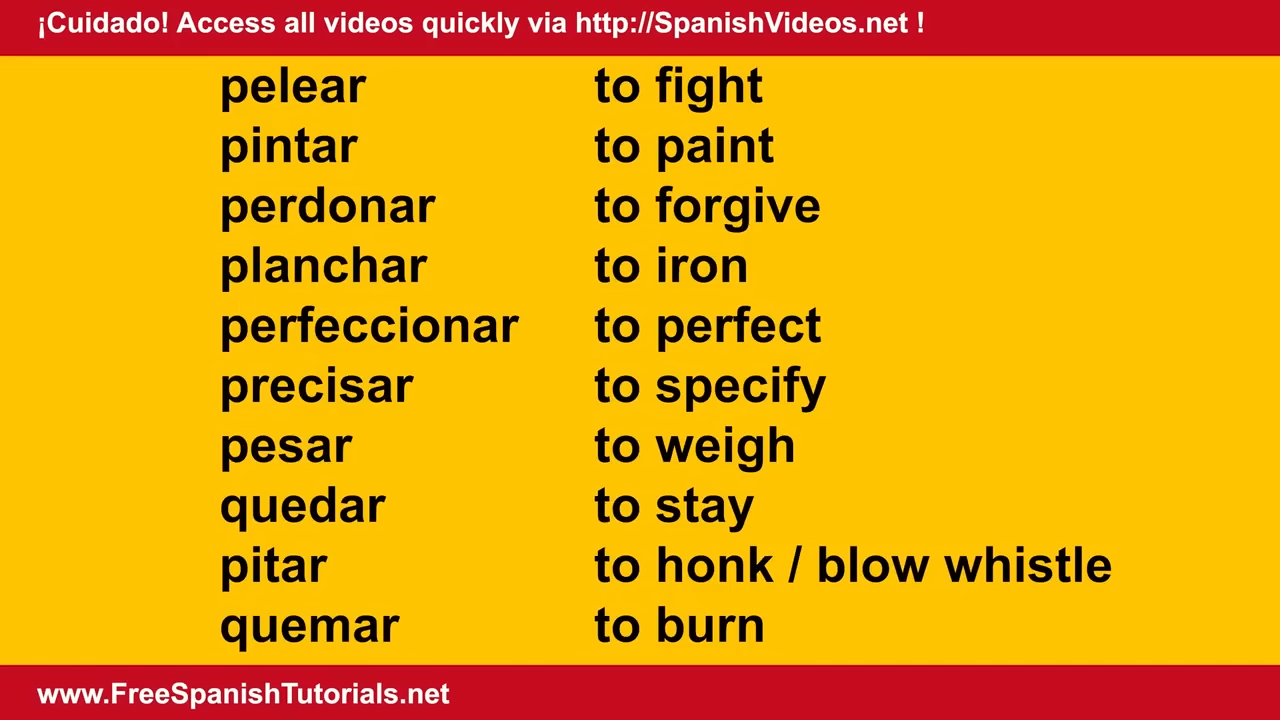 ¡Cuidado! Access all videos quickly via http://SpanishVideos.net !
pelear to fight
pintar to paint
perdonar to forgive
planchar to iron
perfeccionar to perfect
precisar to specify
pesar to weigh
quedar to stay
pitar to honk / blow whistle
quemar to burn
www.FreeSpanishTutorials.net